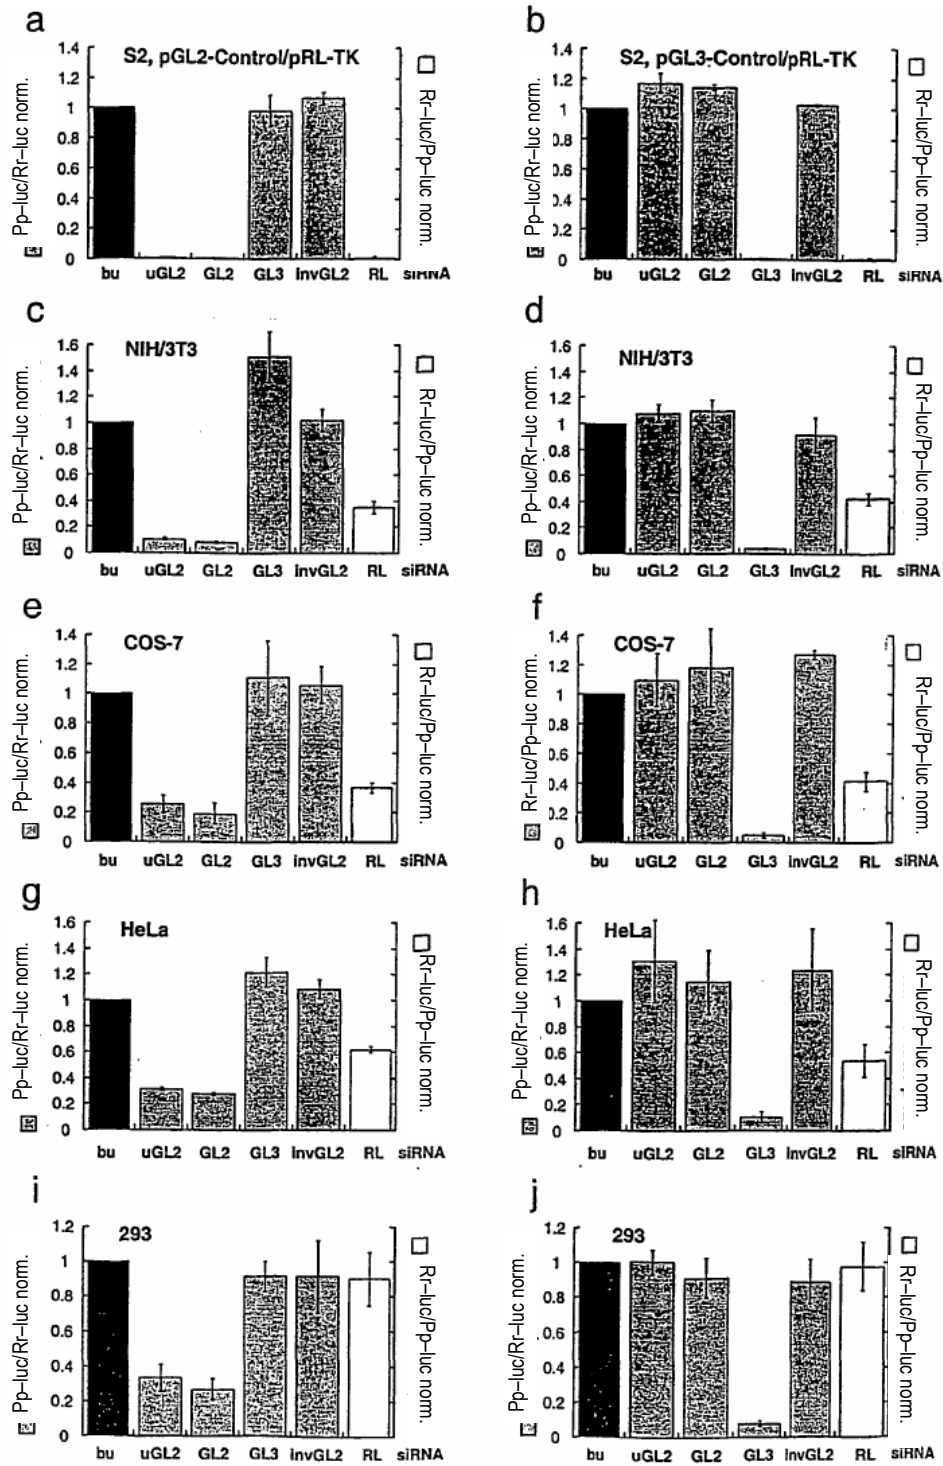 a
S2, pGL2-Control/pRL-TK
Pp–luc/Rr–luc norm.
1.4
1.2
1
0.8
0.6
0.4
0.2
0
Rr–luc/Pp–luc norm.
bu uGL2 GL2 GL3 InvGL2 RL siRNA
b
S2, pGL3-Control/pRL-TK
Pp–luc/Rr–luc norm.
1.4
1.2
1
0.8
0.6
0.4
0.2
0
Rr–luc/Pp–luc norm.
bu uGL2 GL2 GL3 InvGL2 RL siRNA
c
NIH/3T3
Pp–luc/Rr–luc norm.
1.6
1.4
1.2
1
0.8
0.6
0.4
0.2
0
Rr–luc/Pp–luc norm.
bu uGL2 GL2 GL3 InvGL2 RL siRNA
d
NIH/3T3
Pp–luc/Rr–luc norm.
1.6
1.4
1.2
1
0.8
0.6
0.4
0.2
0
Rr–luc/Pp–luc norm.
bu uGL2 GL2 GL3 InvGL2 RL siRNA
e
COS-7
Pp–luc/Rr–luc norm.
1.4
1.2
1
0.8
0.6
0.4
0.2
0
Rr–luc/Pp–luc norm.
bu uGL2 GL2 GL3 invGL2 RL siRNA
f
COS-7
Rr–luc/Pp–luc norm.
1.4
1.2
1
0.8
0.6
0.4
0.2
0
Rr–luc/Pp–luc norm.
bu uGL2 GL2 GL3 invGL2 RL siRNA
g
HeLa
Pp–luc/Rr–luc norm.
1.6
1.4
1.2
1
0.8
0.6
0.4
0.2
0
Rr–luc/Pp–luc norm.
bu uGL2 GL2 GL3 InvGL2 RL siRNA
h
HeLa
Pp–luc/Rr–luc norm.
1.6
1.4
1.2
1
0.8
0.6
0.4
0.2
0
Rr–luc/Pp–luc norm.
bu uGL2 GL2 GL3 InvGL2 RL siRNA
i
293
Pp–luc/Rr–luc norm.
1.2
1
0.8
0.6
0.4
0.2
0
Rr–luc/Pp–luc norm.
bu uGL2 GL2 GL3 invGL2 RL siRNA
j
293
Pp–luc/Rr–luc norm.
1.2
1
0.8
0.6
0.4
0.2
0
Rr–luc/Pp–luc norm.
bu uGL2 GL2 GL3 InvGL2 RL siRNA